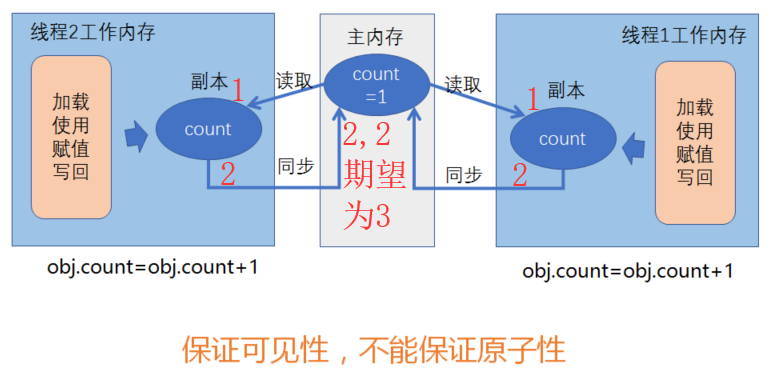 线程2工作内存
加载
使用
赋值
写回
副本
1
count
2
读取
同步
主内存
count
=1
2,2
期望
为3
读取
同步
线程1工作内存
1
副本
count
2
加载
使用
赋值
写回
obj.count=obj.count+1
obj.count=obj.count+1
保证可见性，不能保证原子性